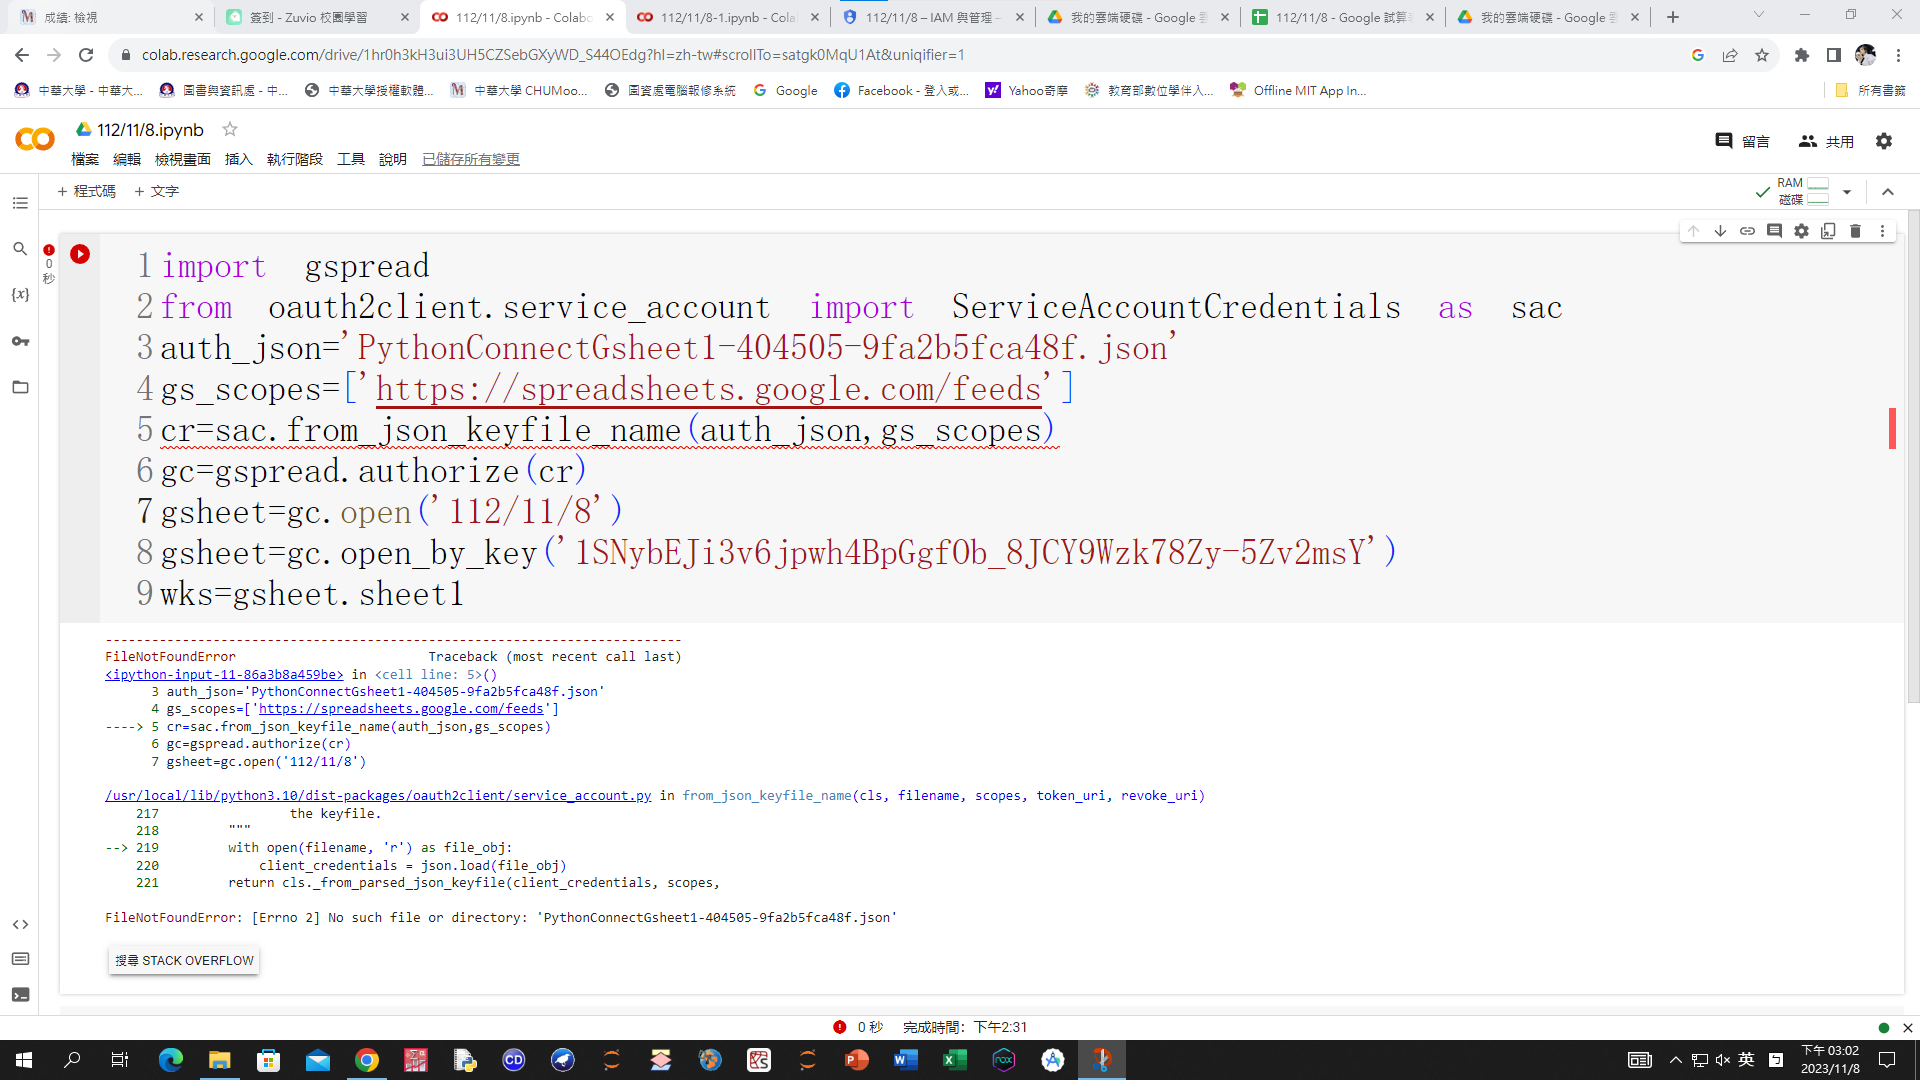 成績: 檢視
簽到 - Zuvio 校園學習
112/11/8.ipynb - Colabo
112/11/8-1.ipynb - Cola
112/11/8 – IAM 與管理 –
我的雲端硬碟 - Google 雲
112/11/8 - Google 試算
我的雲端硬碟 - Google 雲
colab.research.google.com/drive/1hr0h3kH3ui3UH5CZSebGXyWD_S44OEdg?hl=zh-tw#scrollTo=satgk0MqU1At&uniqifier=1
中華大學 - 中華大...
圖書與資訊處 - 中...
中華大學授權軟體...
中華大學 CHUMoo...
圖資處電腦報修系統
Google
Facebook - 登入或...
Yahoo奇摩
教育部數位學伴入...
Offline MIT App In...
所有書籤
112/11/8.ipynb
檔案 編輯 檢視畫面 插入 執行階段 工具 說明 已儲存所有變更
留言
共用
+ 程式碼 + 文字
RAM
磁碟
0
秒
1 import gspread
2 from oauth2client.service_account import ServiceAccountCredentials as sac
3 auth_json='PythonConnectGsheet1-404505-9fa2b5fca48f.json'
4 gs_scopes=['https://spreadsheets.google.com/feeds']
5 cr=sac.from_json_keyfile_name(auth_json,gs_scopes)
6 gc=gspread.authorize(cr)
7 gsheet=gc.open('112/11/8')
8 gsheet=gc.open_by_key('1SNybEJi3v6jpwh4BpGgfOb_8JCY9Wzk78Zy-5Zv2msY')
9 wks=gsheet.sheet1
---------------------------------------------------------------------------
FileNotFoundError Traceback (most recent call last)
<ipython-input-11-86a3b8a459be> in <cell line: 5>()
3 auth_json='PythonConnectGsheet1-404505-9fa2b5fca48f.json'
4 gs_scopes=['https://spreadsheets.google.com/feeds']
----> 5 cr=sac.from_json_keyfile_name(auth_json,gs_scopes)
6 gc=gspread.authorize(cr)
7 gsheet=gc.open('112/11/8')
/usr/local/lib/python3.10/dist-packages/oauth2client/service_account.py in from_json_keyfile_name(cls, filename, scopes, token_uri, revoke_uri)
217 the keyfile.
218 """
--> 219 with open(filename, 'r') as file_obj:
220 client_credentials = json.load(file_obj)
221 return cls._from_parsed_json_keyfile(client_credentials, scopes,
FileNotFoundError: [Errno 2] No such file or directory: 'PythonConnectGsheet1-404505-9fa2b5fca48f.json'
搜尋 STACK OVERFLOW
0 秒 完成時間: 下午2:31
英
下午 03:02
2023/11/8